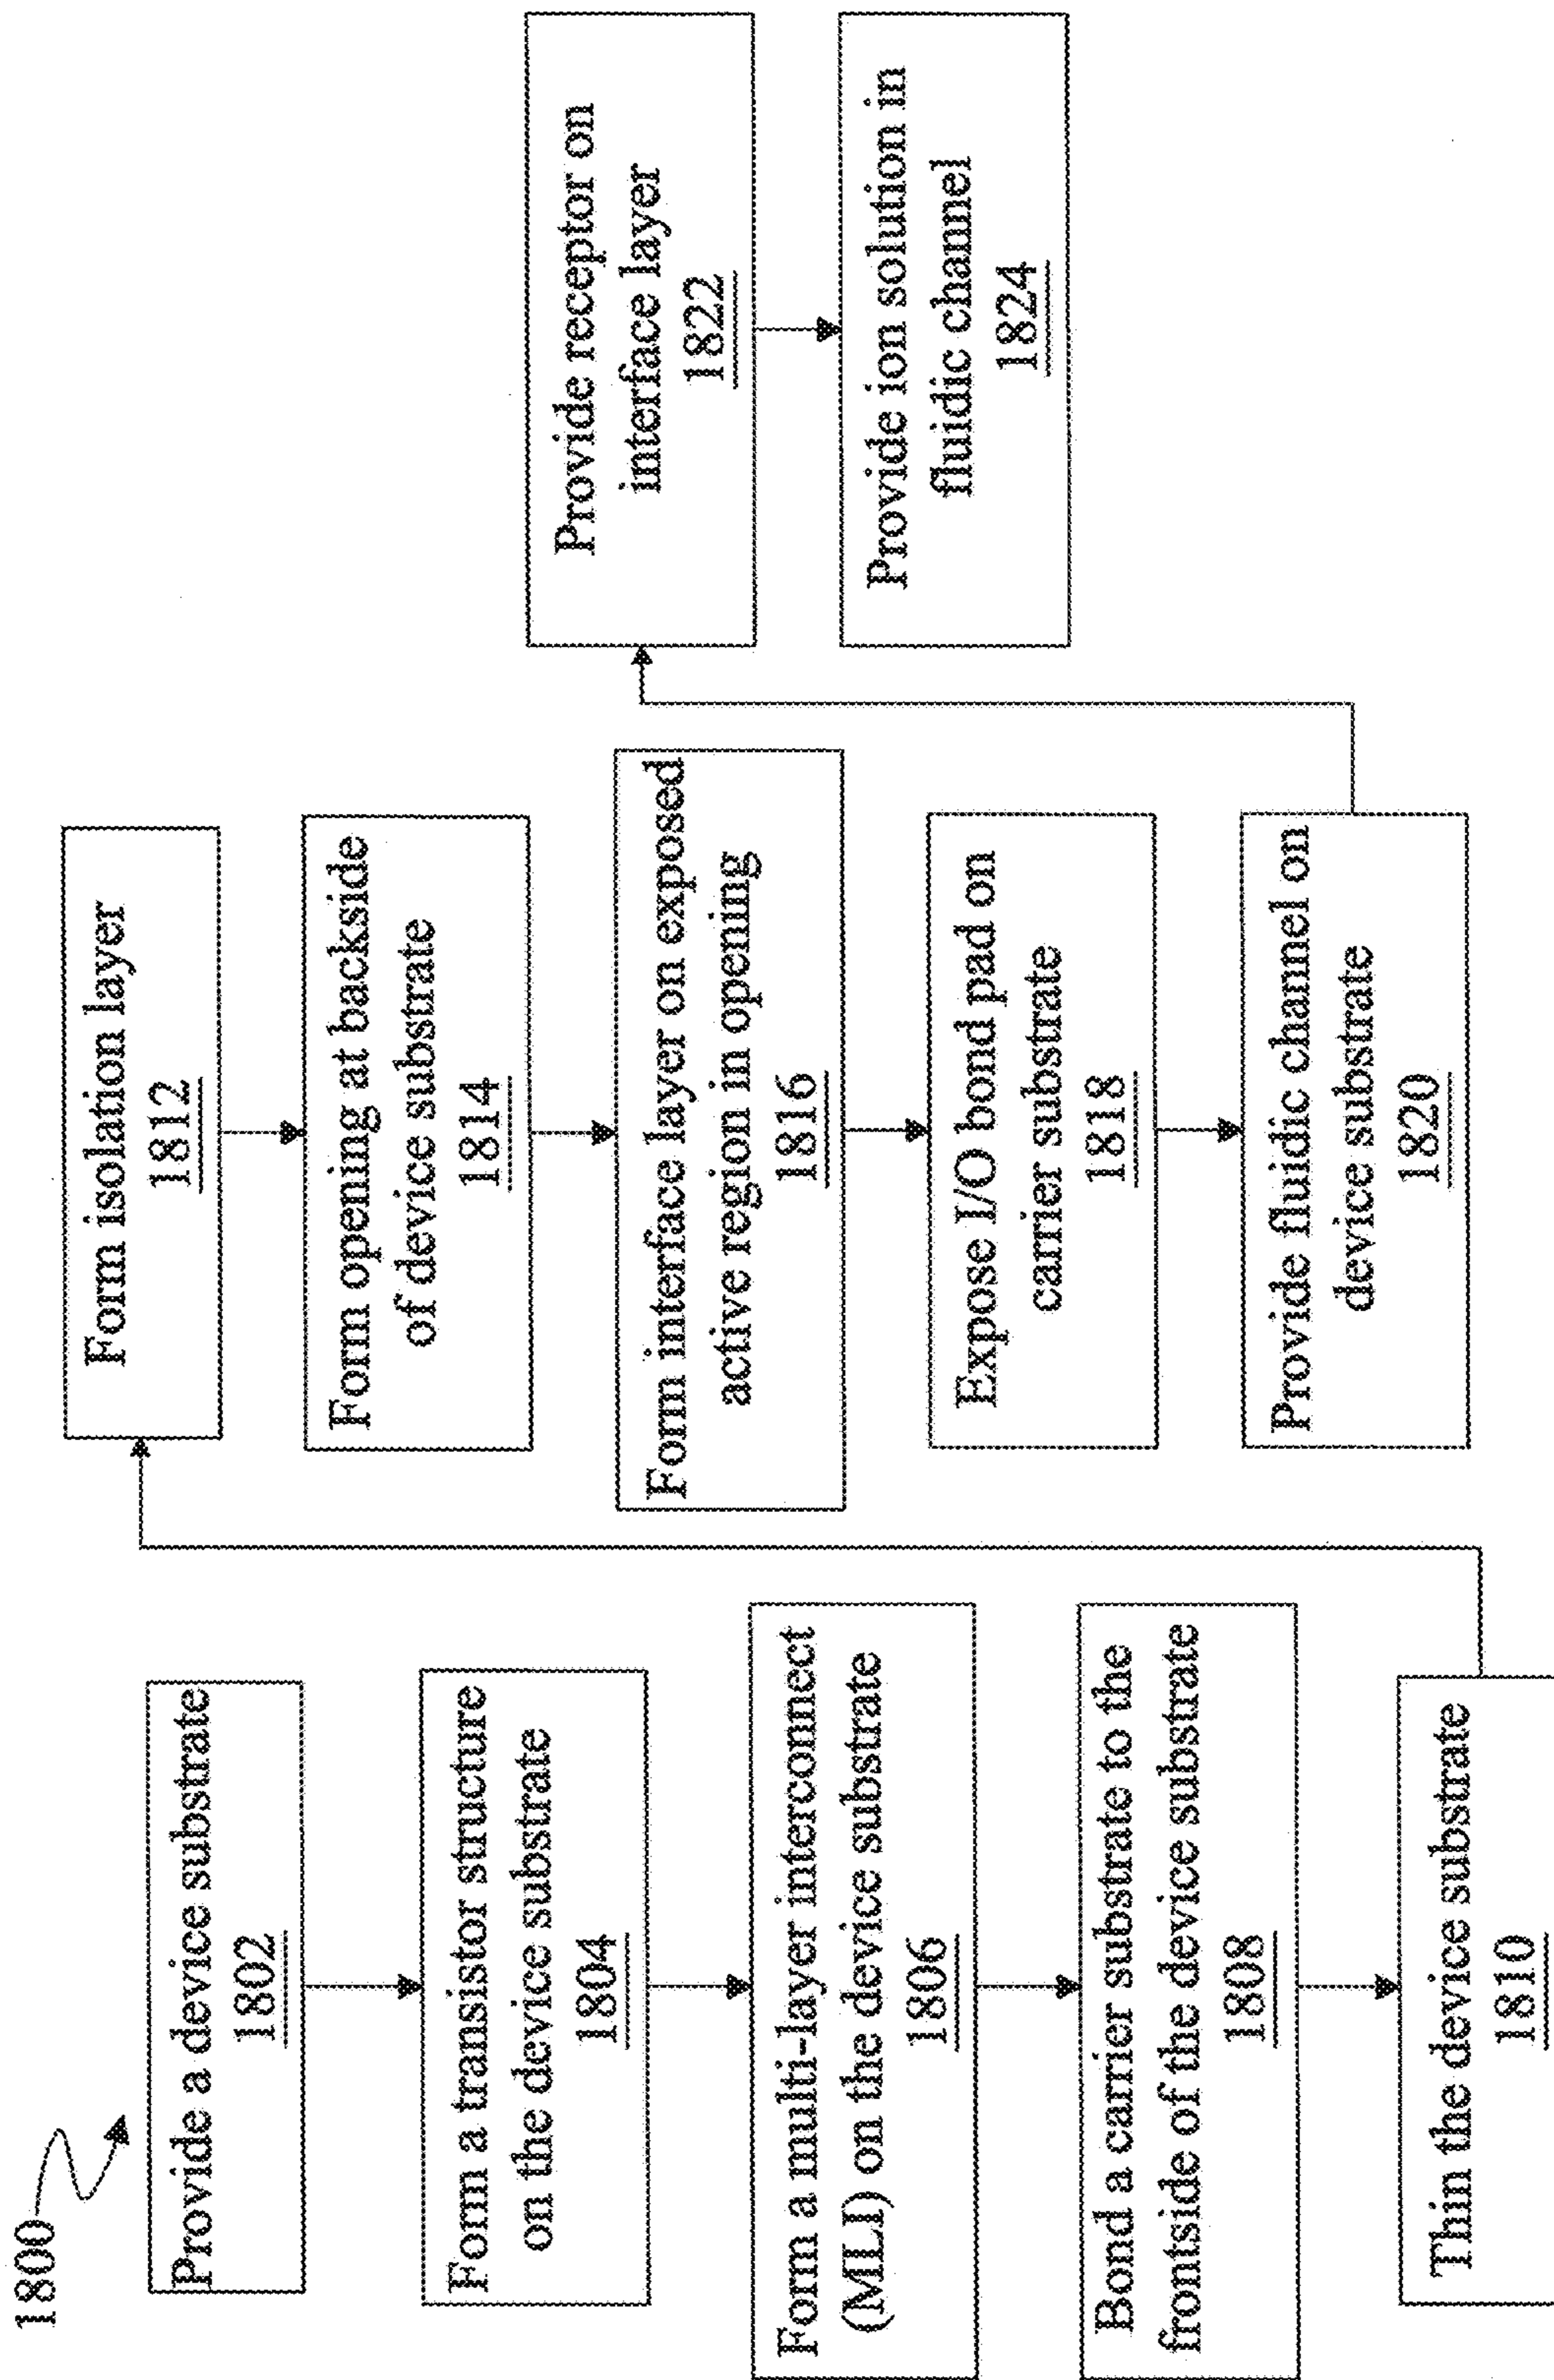 1800
Provide a device substrate
1802
Form a transistor structure
on the device substrate
1804
Form a multi-layer interconnect
(MLI) on the device substrate
1806
Bond a carrier substrate to the
frontside of the device substrate
1808
Thin the device substrate
1810
Form isolation layer
1812
Form opening at backside
of device substrate
1814
Form interface layer on exposed
active region in opening
1816
Expose I/O bond pad on
carrier substrate
1818
Provide fluidic channel on
device substrate
1820
Provide receptor on
interface layer
1822
Provide ion solution in
fluidic channel
1824